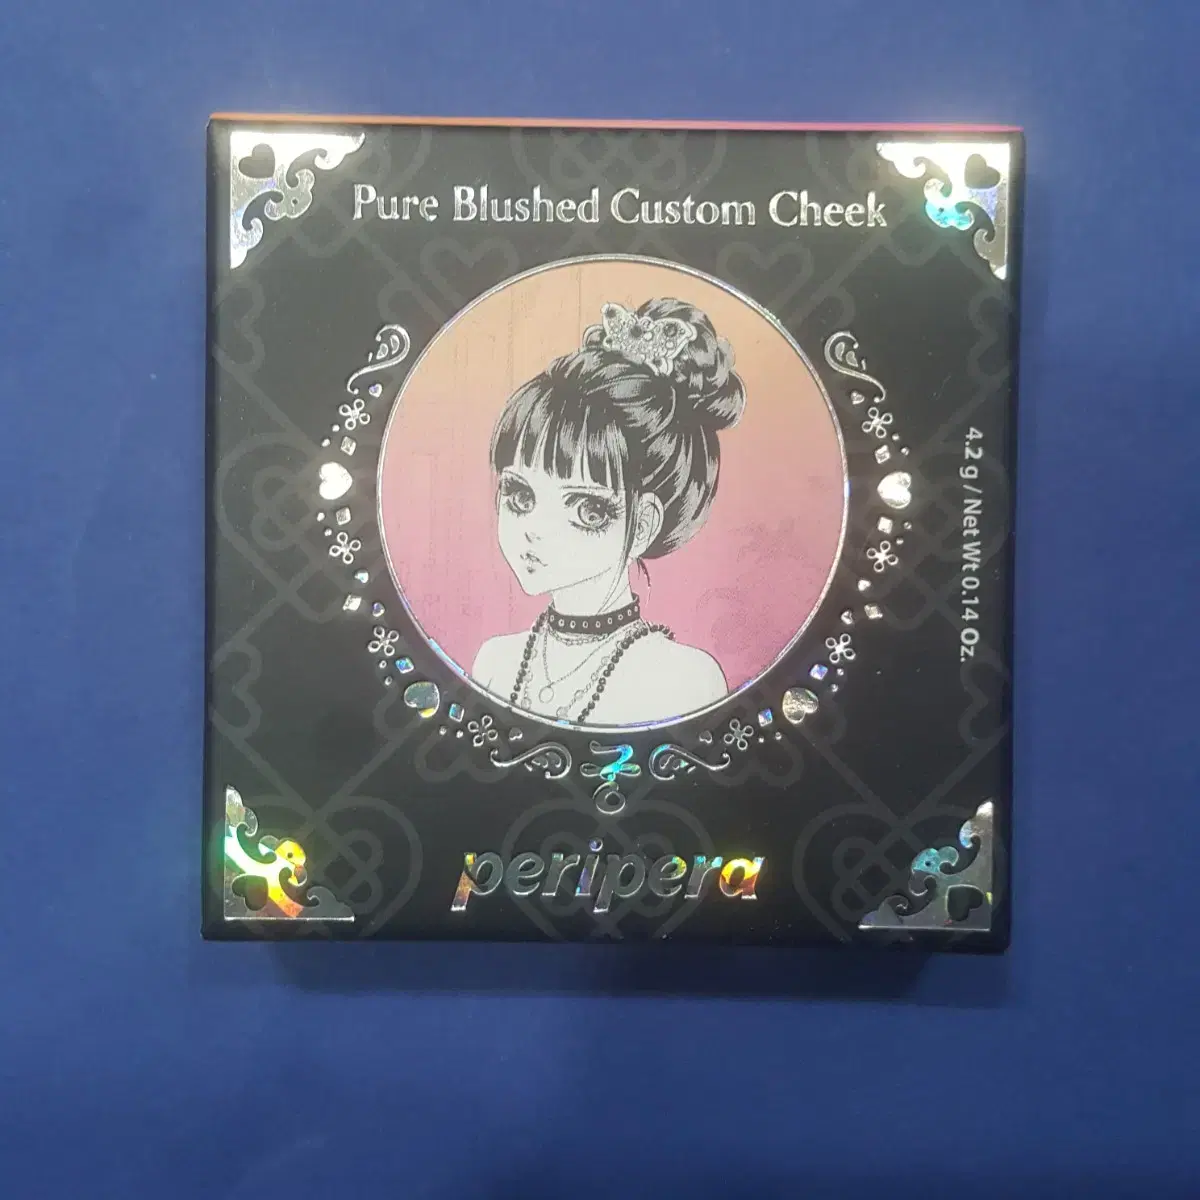 Pure Blushed Custom Cheek
4.2 g / Net Wt 0.14 Oz.
peripera